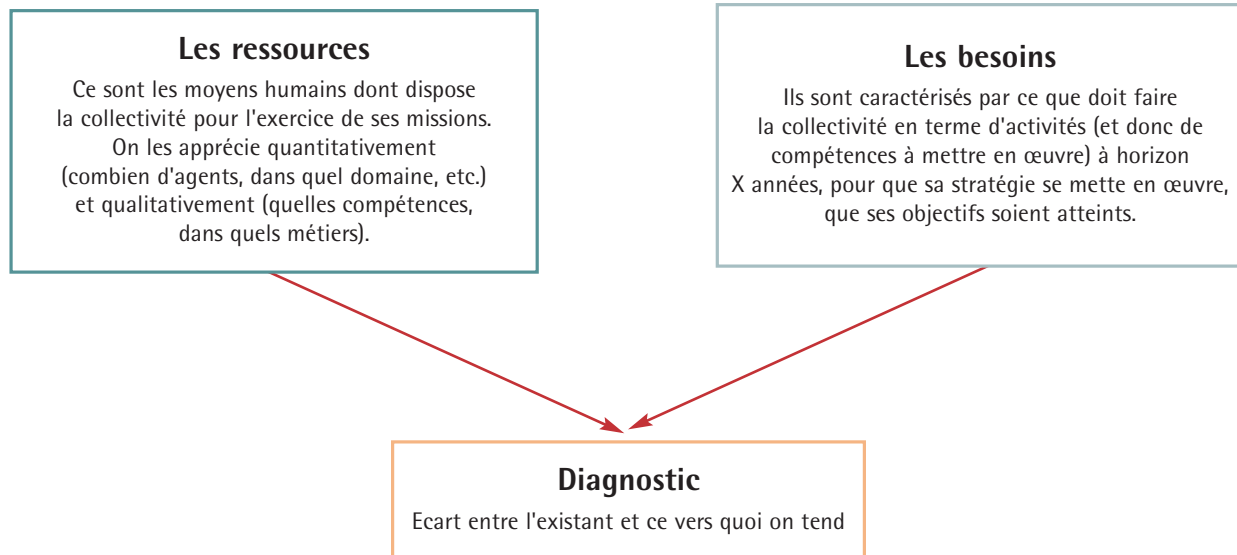 Les ressources
Ce sont les moyens humains dont dispose
la collectivité pour l'exercice de ses missions.
On les apprécie quantitativement
(combien d'agents, dans quel domaine, etc.)
et qualitativement (quelles compétences,
dans quels métiers).
Les besoins
Ils sont caractérisés par ce que doit faire
la collectivité en terme d'activités (et donc de
compétences à mettre en œuvre) à horizon
X années, pour que sa stratégie se mette en œuvre,
que ses objectifs soient atteints.
Diagnostic
Ecart entre l'existant et ce vers quoi on tend